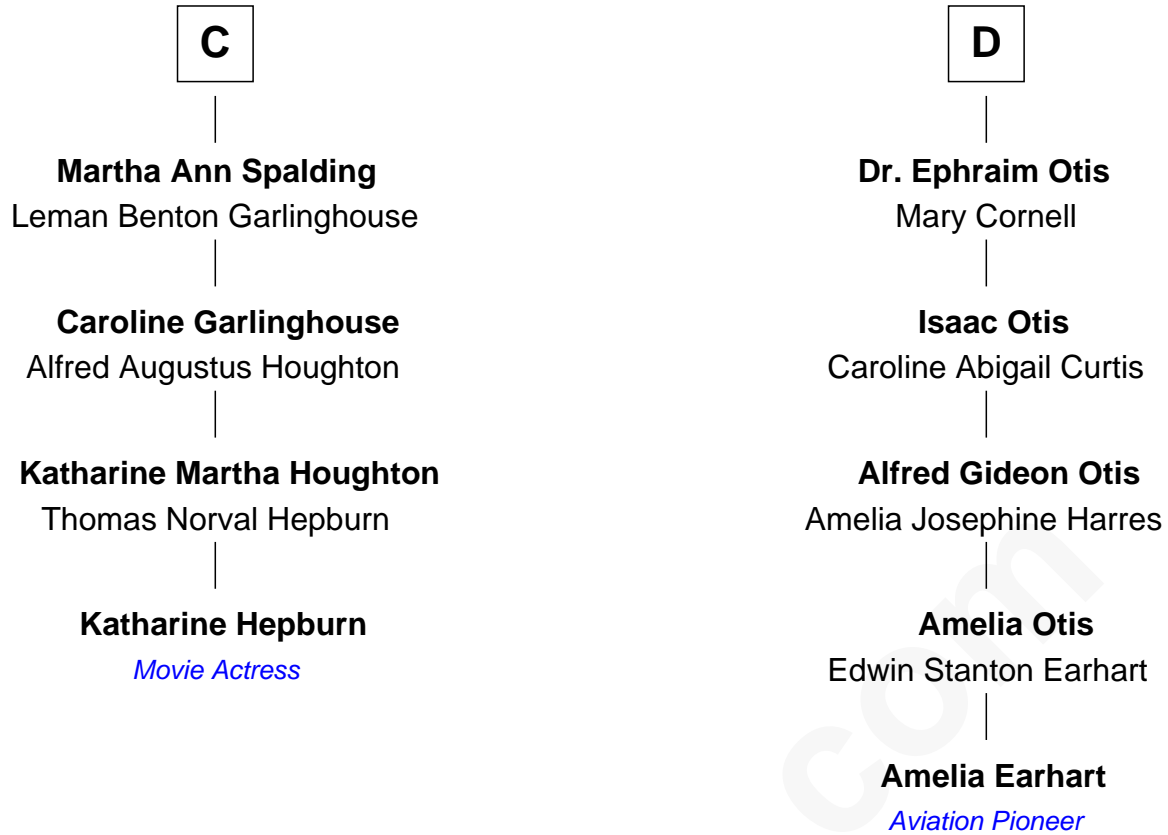 C
Martha Ann Spalding
Leman Benton Garlinghouse
Caroline Garlinghouse
Alfred Augustus Houghton
Katharine Martha Houghton
Thomas Norval Hepburn
Katharine Hepburn
Movie Actress
D
Dr. Ephraim Otis
Mary Cornell
Isaac Otis
Caroline Abigail Curtis
Alfred Gideon Otis
Amelia Josephine Harres
Amelia Otis
Edwin Stanton Earhart
Amelia Earhart
Aviation Pioneer
com